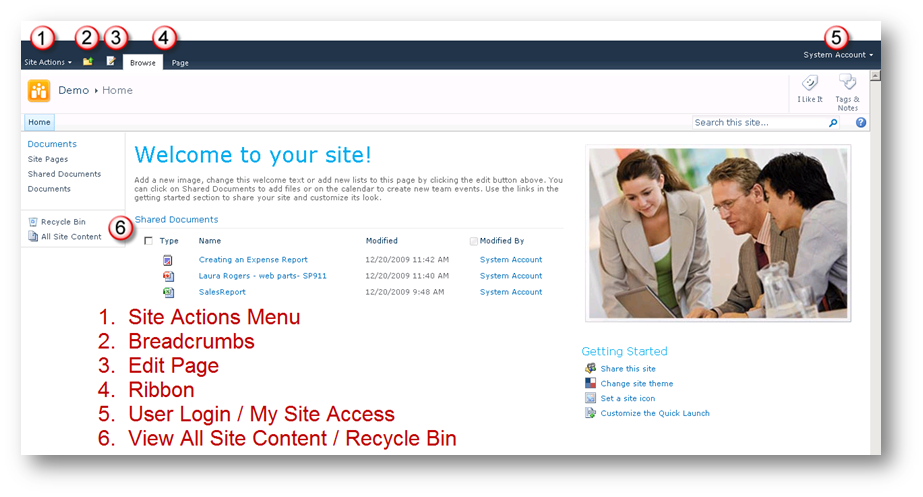 1 2 3 4 5
Site Actions Browse Page System Account
Demo Home
I Like It Tags & Notes
Home Search this site... ?
Documents
Site Pages
Shared Documents
Documents
Recycle Bin
All Site Content
6
Welcome to your site!
Add a new image, change this welcome text or add new lists to this page by clicking the edit button above. You
can click on Shared Documents to add files or on the calendar to create new team events. Use the links in the
getting started section to share your site and customize its look.
Shared Documents
Type Name Modified Modified By
Creating an Expense Report 12/20/2009 11:42 AM System Account
Laura Rogers - web parts- SP911 12/20/2009 11:40 AM System Account
SalesReport 12/20/2009 9:48 AM System Account
Getting Started
Share this site
Change site theme
Set a site icon
Customize the Quick Launch
1. Site Actions Menu
2. Breadcrumbs
3. Edit Page
4. Ribbon
5. User Login / My Site Access
6. View All Site Content / Recycle Bin